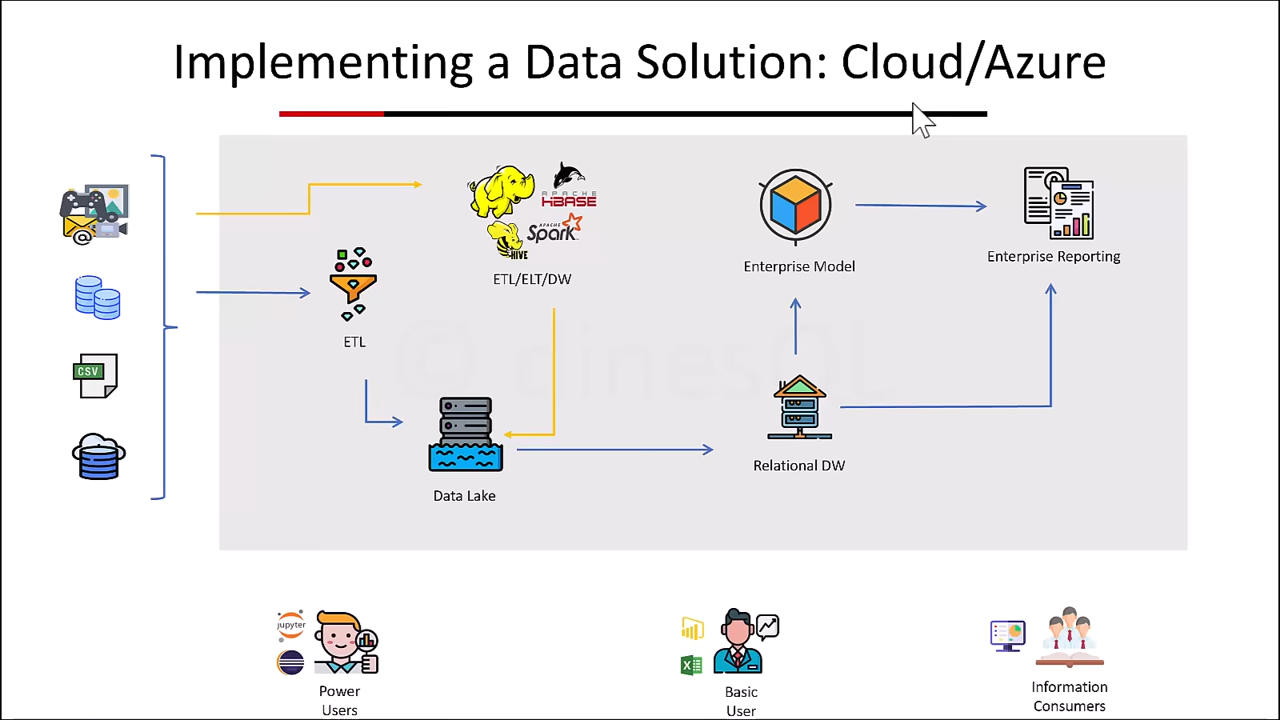 Implementing a Data Solution: Cloud/Azure
APACHE
HBASE
APACHE
Spark
HIVE
ETL/ELT/DW
Enterprise Model
Enterprise Reporting
@
ETL
CSV
© dinesQL
Relational DW
Data Lake
jupyter
Power
Users
Basic
User
Information
Consumers